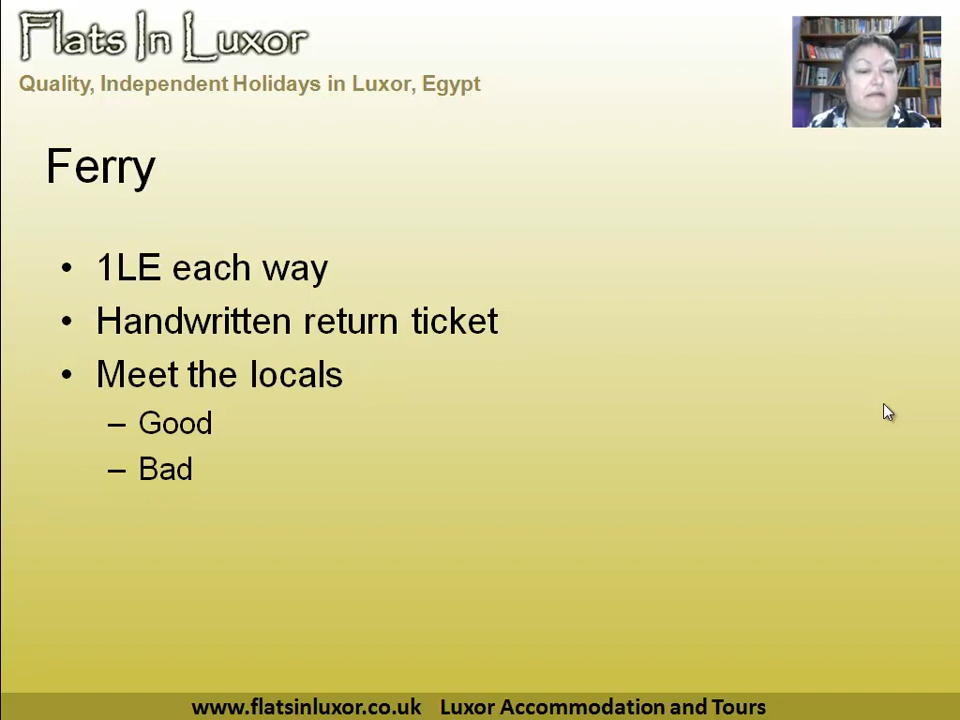 Flats In Luxor
Quality, Independent Holidays in Luxor, Egypt
Ferry
• 1LE each way
• Handwritten return ticket
• Meet the locals
– Good
– Bad
www.flatsinluxor.co.uk Luxor Accommodation and Tours